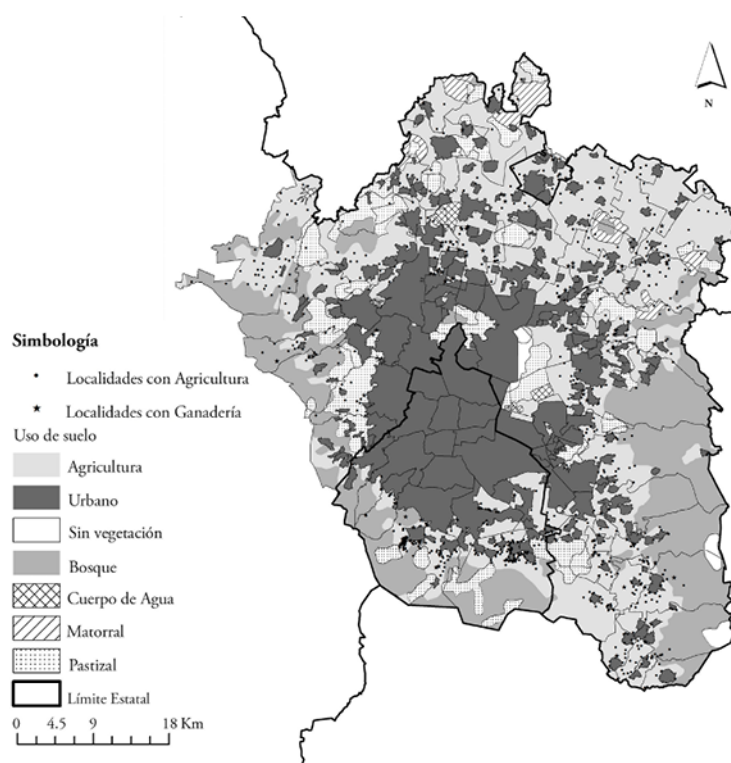 N
Simbología
Localidades con Agricultura
Localidades con Ganadería
Uso de suelo
Agricultura
Urbano
Sin vegetación
Bosque
Cuerpo de Agua
Matorral
Pastizal
Límite Estatal
0 4.5 9 18 Km